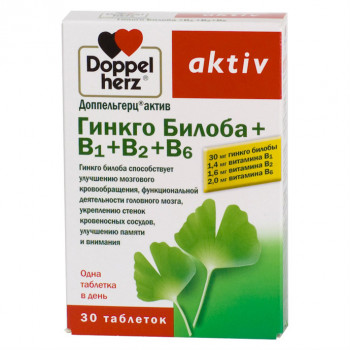 Doppel
herz®
aktiv
Доппельгерц®актив
Гинкго Билоба+
B1+B2+B6
30 мг гинкго билобы
1,4 мг витамина B1
1,6 мг витамина B2
2,0 мг витамина B6
Гинкго билоба способствует
улучшению мозгового
кровообращения, функциональной
деятельности головного мозга,
укреплению стенок
кровеносных сосудов,
улучшению памяти
и внимания
Одна
таблетка
в день
30 таблеток